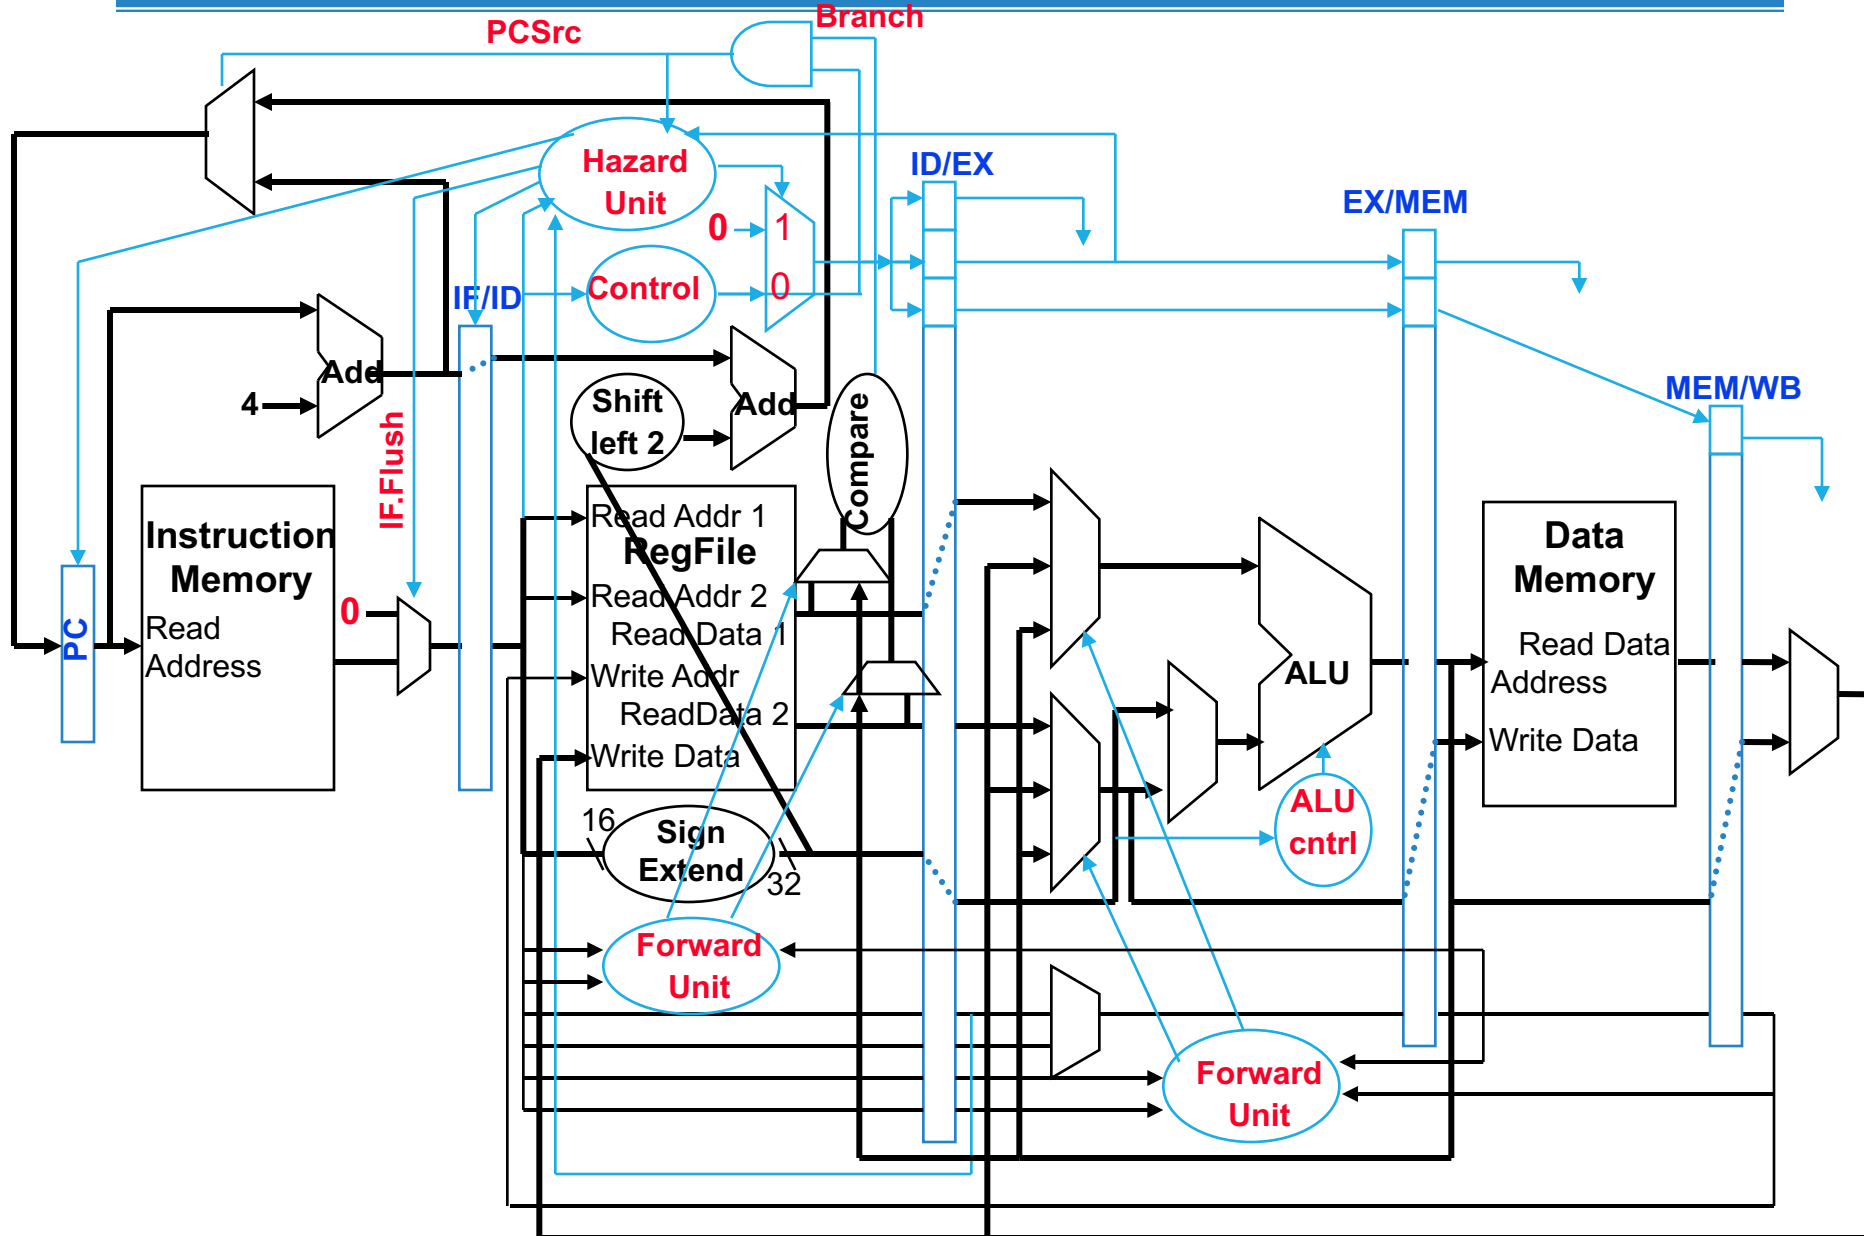 Branch
PCSrc
Hazard
Unit
ID/EX
EX/MEM
0
1
Control
0
IF/ID
MEM/WB
Add
4
Shift
left 2
Add
Compare
IF.Flush
Instruction
Memory
Read
Address
PC
0
Read Addr 1
RegFile
Read Addr 2
Read Data 1
Write Addr
ReadData 2
Write Data
ALU
Data
Memory
Read Data
Address
Write Data
16
Sign
Extend
32
ALU
cntrl
Forward
Unit
Forward
Unit